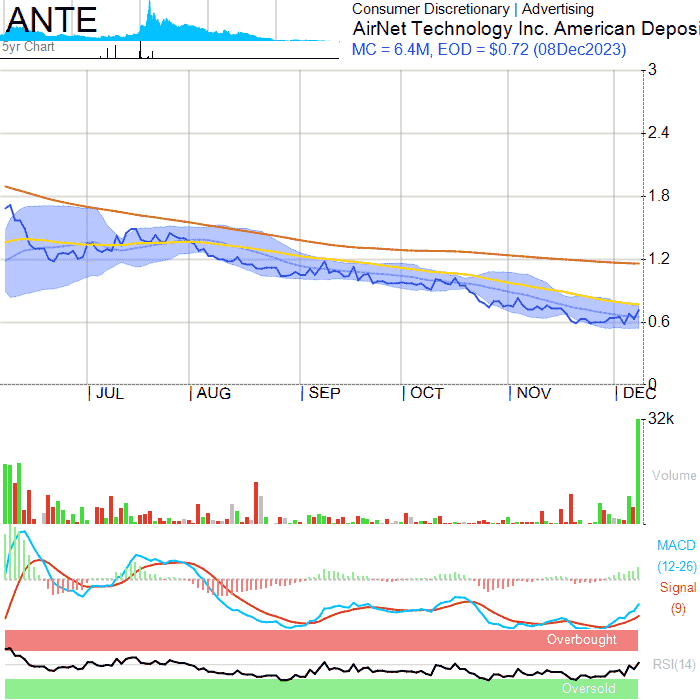 ANTE
5yr Chart
Consumer Discretionary | Advertising
AirNet Technology Inc. American Deposi
MC = 6.4M, EOD = $0.72 (08Dec2023)
3
2.4
1.8
1.2
0.6
0
JUL
AUG
SEP
OCT
NOV
DEC
32k
Volume
MACD
(12-26)
Signal
(9)
Overbought
RSI(14)
Oversold